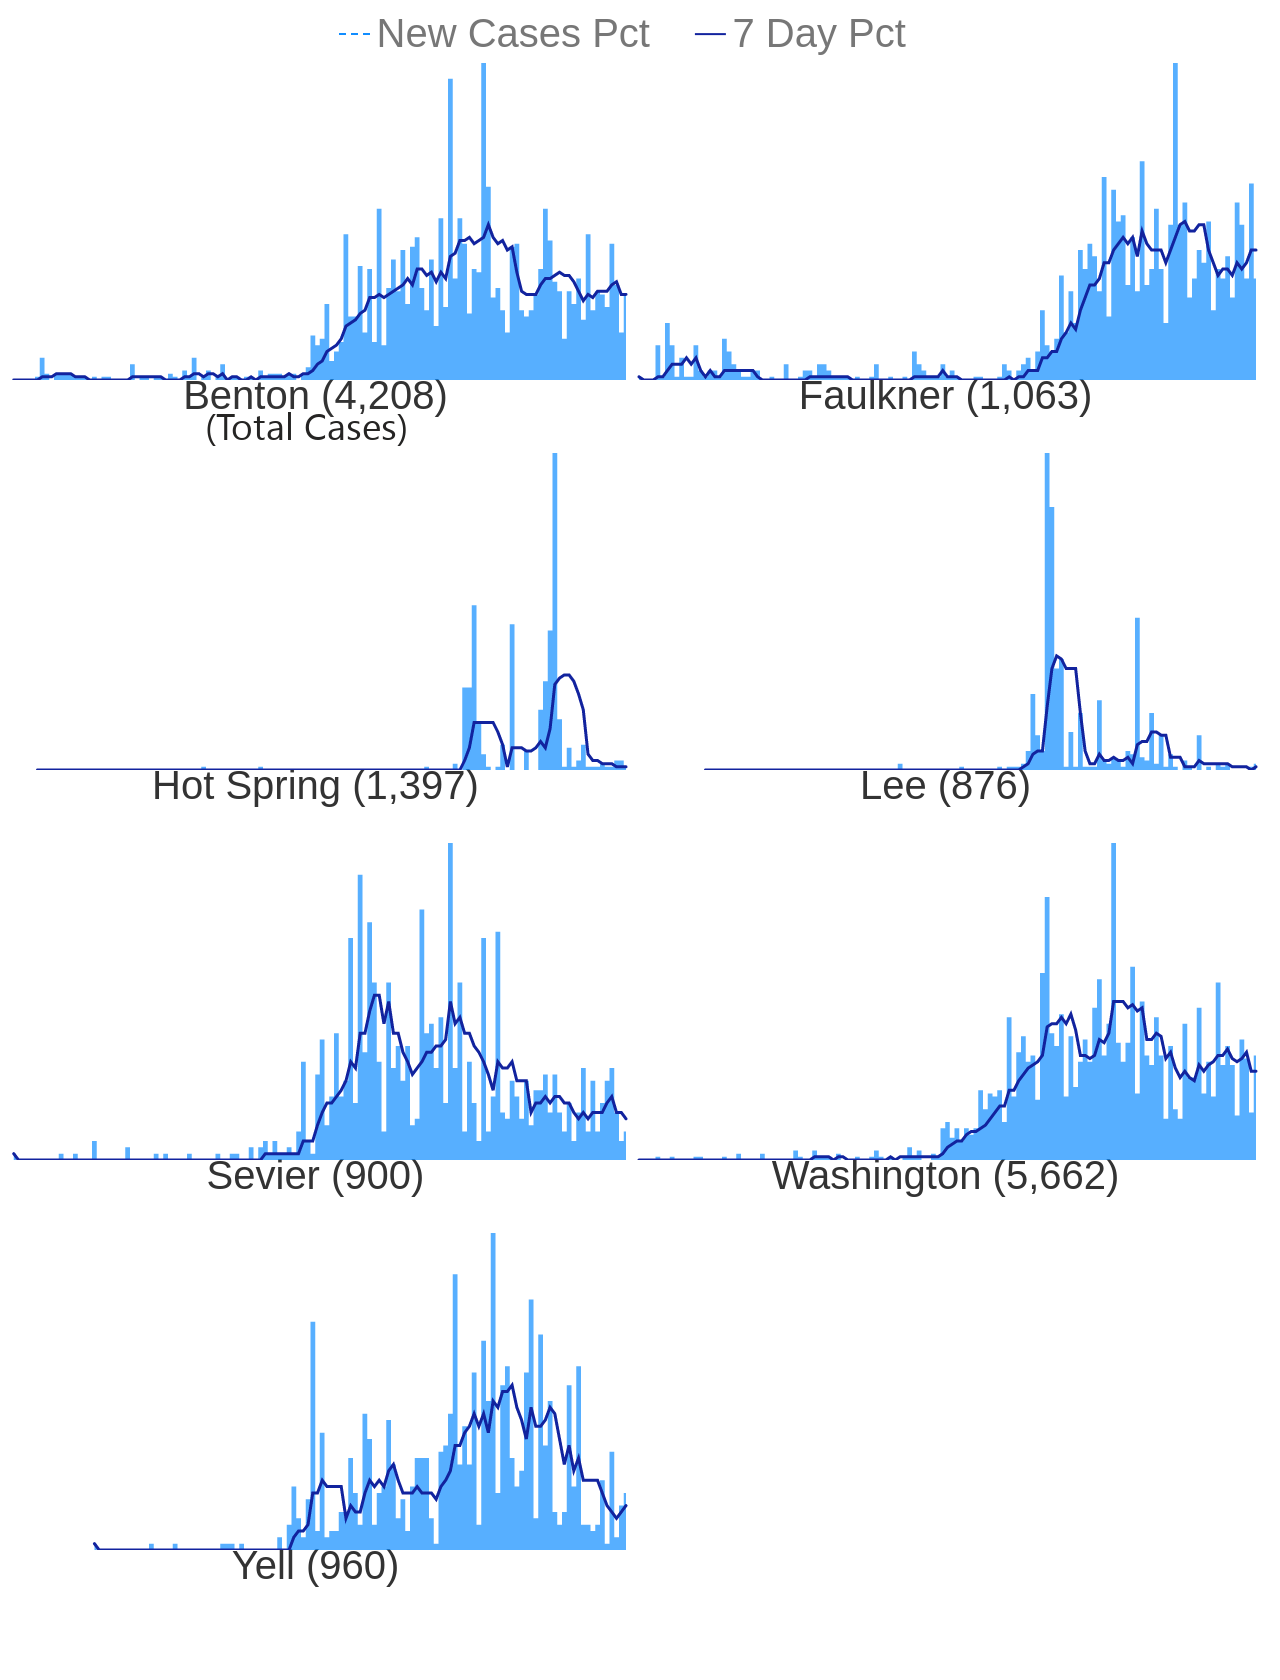 New Cases Pct 7 Day Pct
Benton (4,208) Faulkner (1,063)
(Total Cases)
Hot Spring (1,397) Lee (876)
Sevier (900) Washington (5,662)
Yell (960)